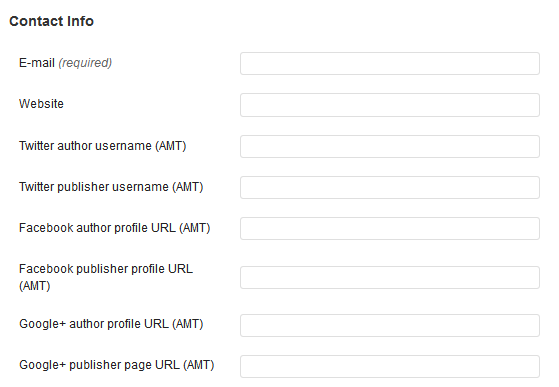 Contact Info
E-mail (required)
Website
Twitter author username (AMT)
Twitter publisher username (AMT)
Facebook author profile URL (AMT)
Facebook publisher profile URL
(AMT)
Google+ author profile URL (AMT)
Google+ publisher page URL (AMT)